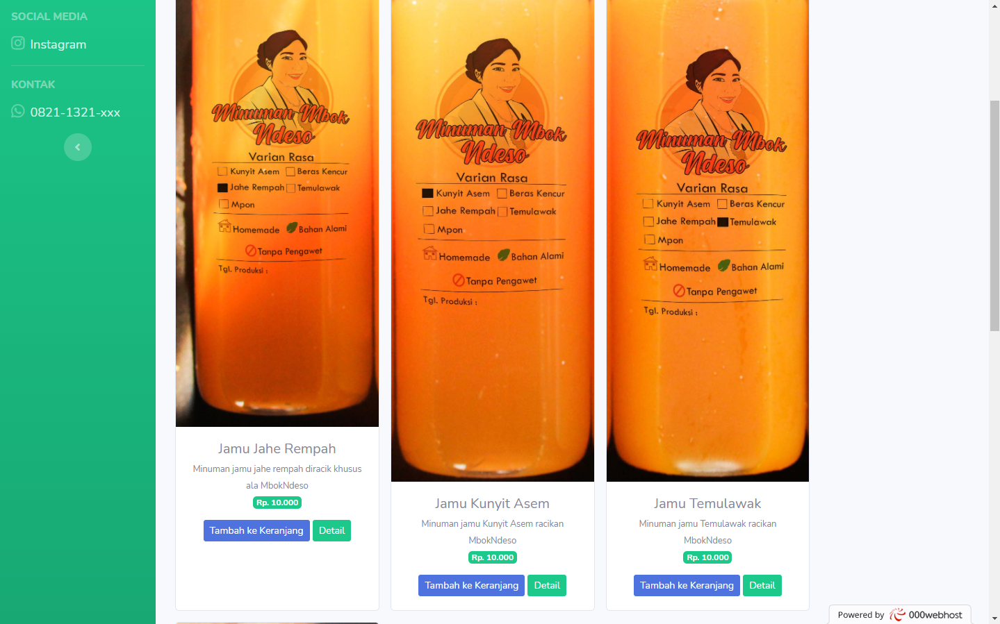 SOCIAL MEDIA
Instagram
KONTAK
0821-1321-xxx
Minuman Mbok
Ndeso
Varian Rasa
Kunyit Asem Beras Kencur
Jahe Rempah Temulawak
Mpon
Homemade Bahan Alami
Tanpa Pengawet
Tgl. Produksi :
Jamu Jahe Rempah
Minuman jamu jahe rempah diracik khusus
ala MbokNdeso
Rp. 10.000
Tambah ke Keranjang Detail
Minuman Mbok
Ndeso
Varian Rasa
Kunyit Asem Beras Kencur
Jahe Rempah Temulawak
Mpon
Homemade Bahan Alami
Tanpa Pengawet
Tgl. Produksi :
Jamu Kunyit Asem
Minuman jamu Kunyit Asem racikan
MbokNdeso
Rp. 10.000
Tambah ke Keranjang Detail
Minuman Mbok
Ndeso
Varian Rasa
Kunyit Asem Beras Kencur
Jahe Rempah Temulawak
Mpon
Homemade Bahan Alami
Tanpa Pengawet
Tgl. Produksi :
Jamu Temulawak
Minuman jamu Temulawak racikan
MbokNdeso
Rp. 10.000
Tambah ke Keranjang Detail
Powered by 000webhost